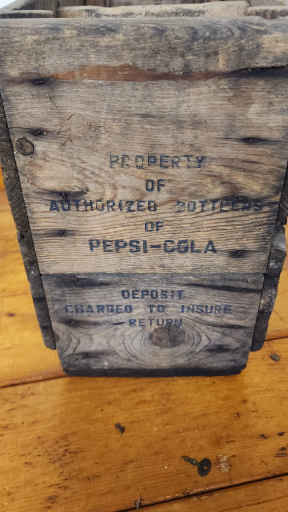 PROPERTY
OF
AUTHORIZED BOTTLERS
OF
PEPSI-COLA
DEPOSIT
CHARGED TO INSURE
RETURN